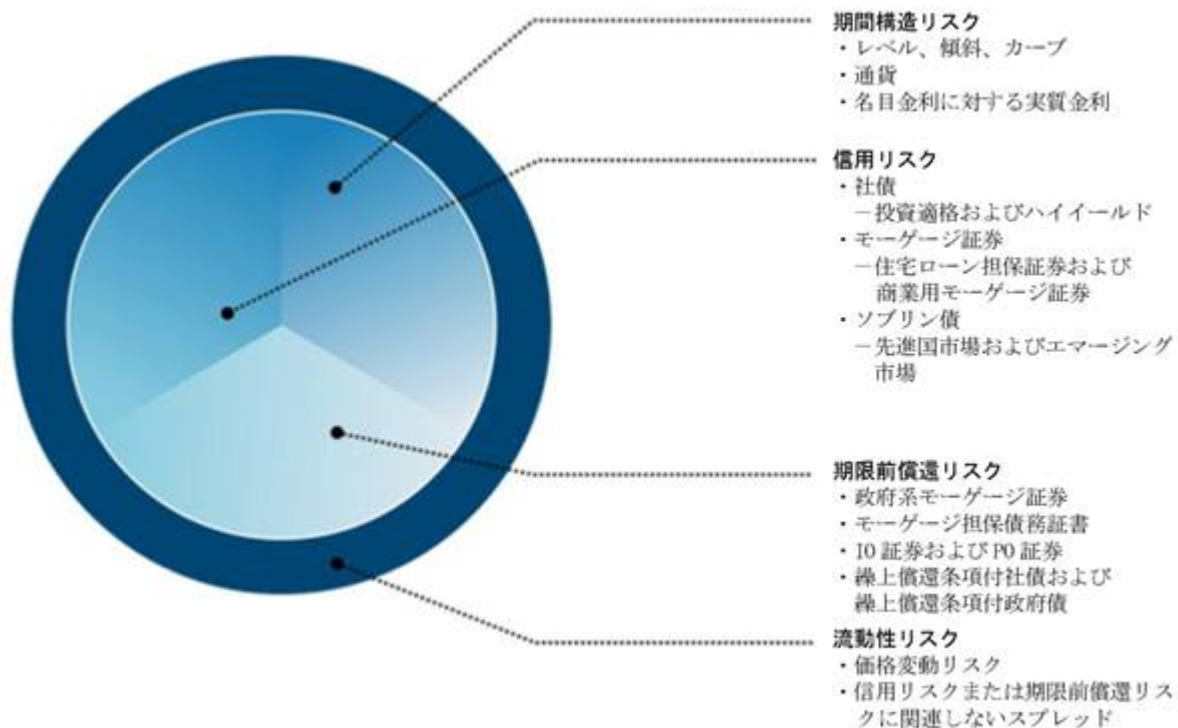 期間構造リスク
・レベル、傾斜、カーブ
・通貨
・名目金利に対する実質金利
信用リスク
・社債
－投資適格およびハイイールド
・モーゲージ証券
－住宅ローン担保証券および
商業用モーゲージ証券
・ソブリン債
－先進国市場およびエマージング
市場
期限前償還リスク
・政府系モーゲージ証券
・モーゲージ担保債務証書
・IO 証券および PO 証券
・繰上償還条項付社債および
繰上償還条項付政府債
流動性リスク
・価格変動リスク
・信用リスクまたは期限前償還リス
クに関連しないスプレッド